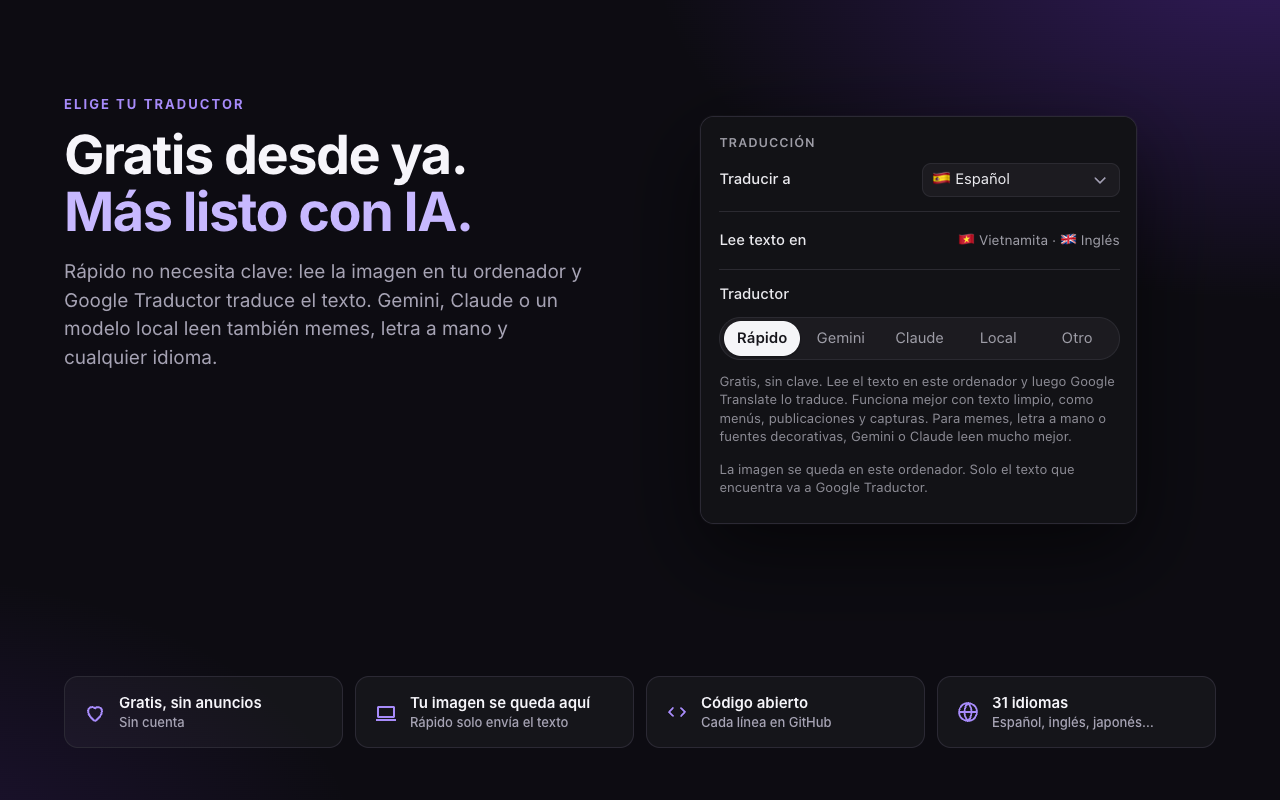 ELIGE TU TRADUCTOR
Gratis desde ya.
Más listo con IA.
Rápido no necesita clave: lee la imagen en tu ordenador y
Google Traductor traduce el texto. Gemini, Claude o un
modelo local leen también memes, letra a mano y
cualquier idioma.
TRADUCCIÓN
Traducir a
🇪🇸 Español
Lee texto en
🇻🇳 Vietnamita · 🇬🇧 Inglés
Traductor
Rápido Gemini Claude Local Otro
Gratis, sin clave. Lee el texto en este ordenador y luego Google
Translate lo traduce. Funciona mejor con texto limpio, como
menús, publicaciones y capturas. Para memes, letra a mano o
fuentes decorativas, Gemini o Claude leen mucho mejor.
La imagen se queda en este ordenador. Solo el texto que
encuentra va a Google Traductor.
Gratis, sin anuncios
Sin cuenta
Tu imagen se queda aquí
Rápido solo envía el texto
Código abierto
Cada línea en GitHub
31 idiomas
Español, inglés, japonés...